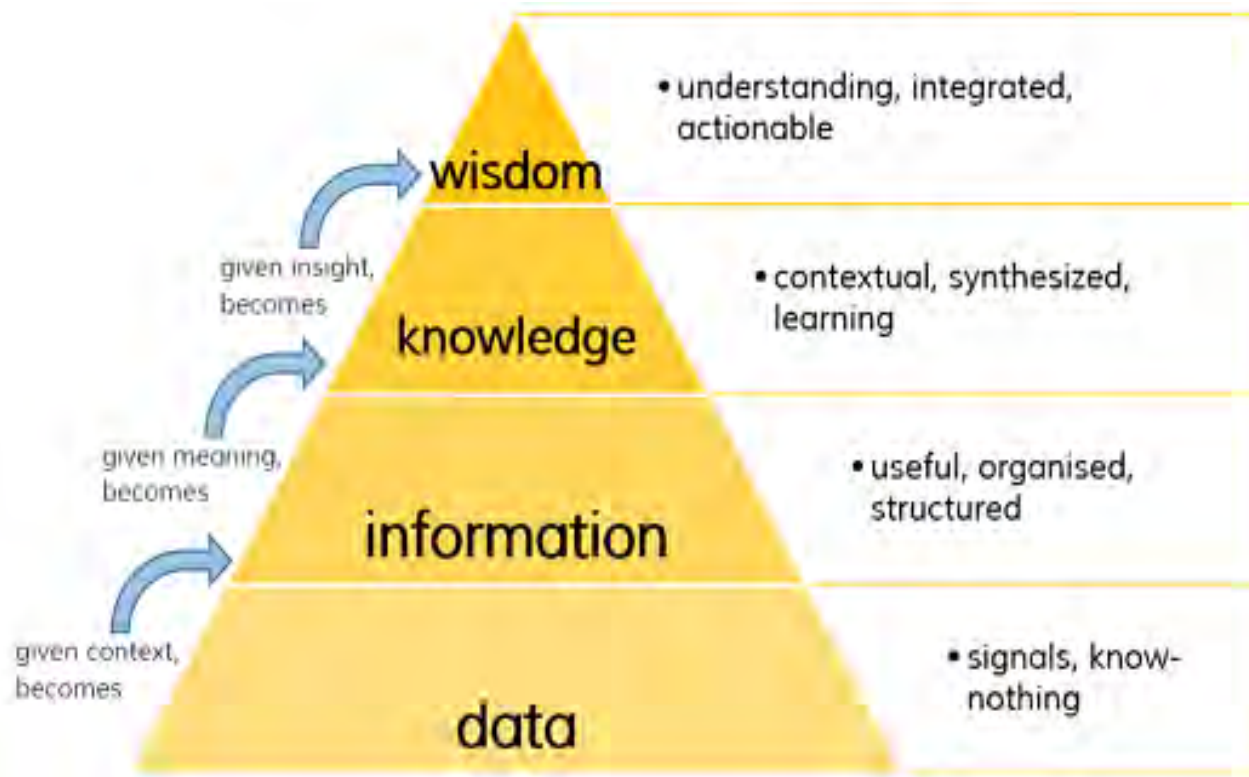 • understanding, integrated,
actionable
wisdom
given insight,
becomes
• contextual, synthesized,
learning
knowledge
given meaning,
becomes
• useful, organised,
structured
information
given context,
becomes
• signals, know-
nothing
data